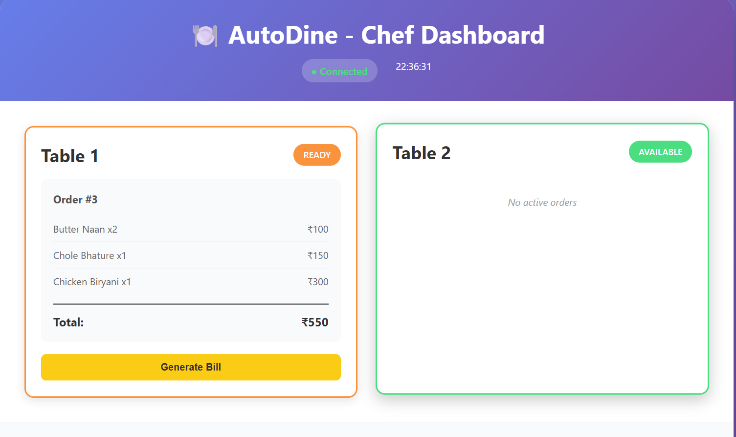 AutoDine - Chef Dashboard
● Connected
22:36:31
Table 1
READY
Order #3
Butter Naan x2 ₹100
Chole Bhature x1 ₹150
Chicken Biryani x1 ₹300
Total: ₹550
Generate Bill
Table 2
AVAILABLE
No active orders